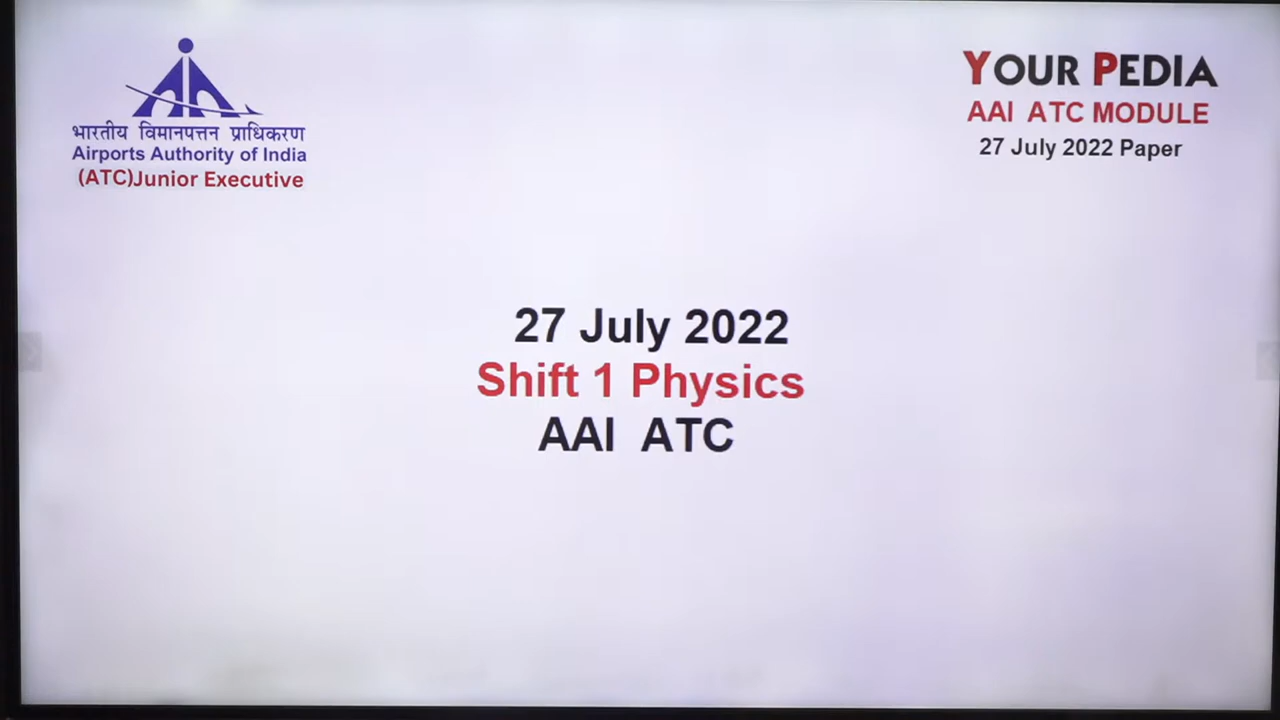 भारतीय विमानपत्तन प्राधिकरण
Airports Authority of India
(ATC)Junior Executive
YOUR PEDIA
AAI ATC MODULE
27 July 2022 Paper
27 July 2022
Shift 1 Physics
AAI ATC